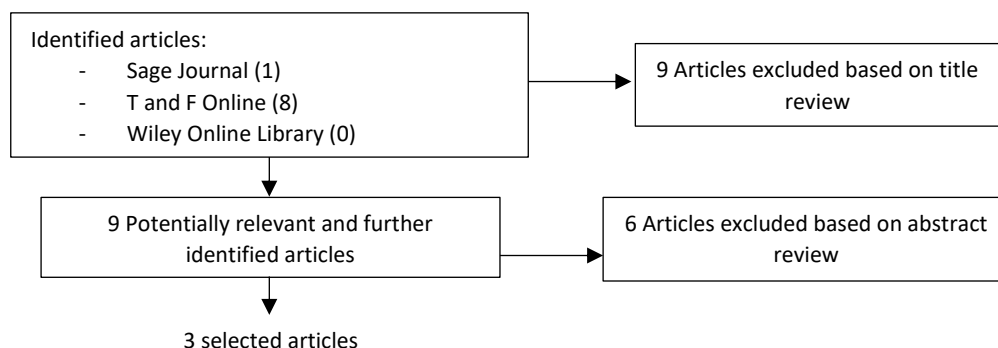 Identified articles:
- Sage Journal (1)
- T and F Online (8)
- Wiley Online Library (0)
9 Articles excluded based on title
review
9 Potentially relevant and further
identified articles
6 Articles excluded based on abstract
review
3 selected articles